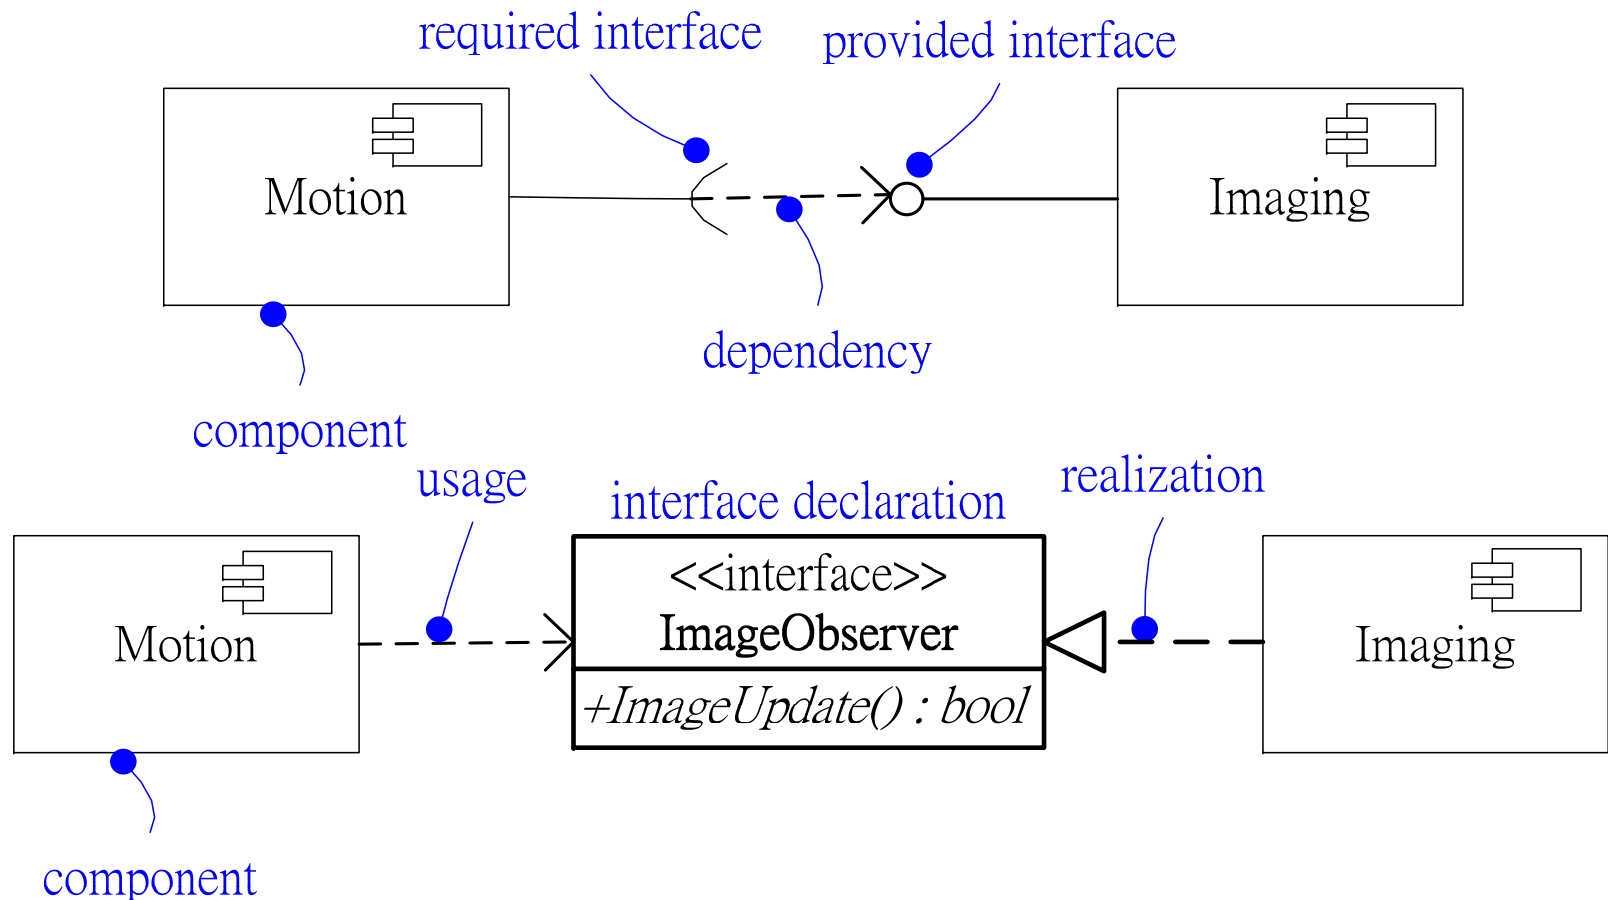 required interface
provided interface
Motion
Imaging
dependency
component
usage
interface declaration
realization
<<interface>>
ImageObserver
Motion
Imaging
+ImageUpdate() : bool
component